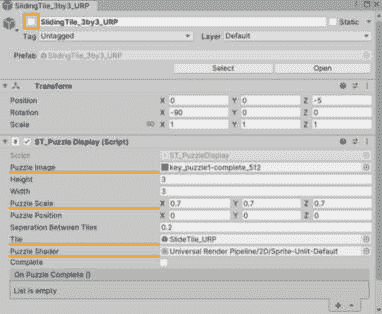 SlidingTile_3by3_URP
SlidingTile_3by3_URP Static
Tag Untagged Layer Default
Prefab SlidingTile_3by3_URP
Select Open
Transform
Position X 0 Y 0 Z -5
Rotation X -90 Y 0 Z 0
Scale X 1 Y 1 Z 1
ST_Puzzle Display (Script)
Script ST_PuzzleDisplay
Puzzle Image key_puzzle1-complete_512
Height 3
Width 3
Puzzle Scale X 0.7 Y 0.7 Z 0.7
Puzzle Position X 0 Y 0 Z 0
Seperation Between Tiles 0.2
Tile SlideTile_URP
Puzzle Shader Universal Render Pipeline/2D/Sprite-Unlit-Default
Complete
On Puzzle Complete ()
List is empty